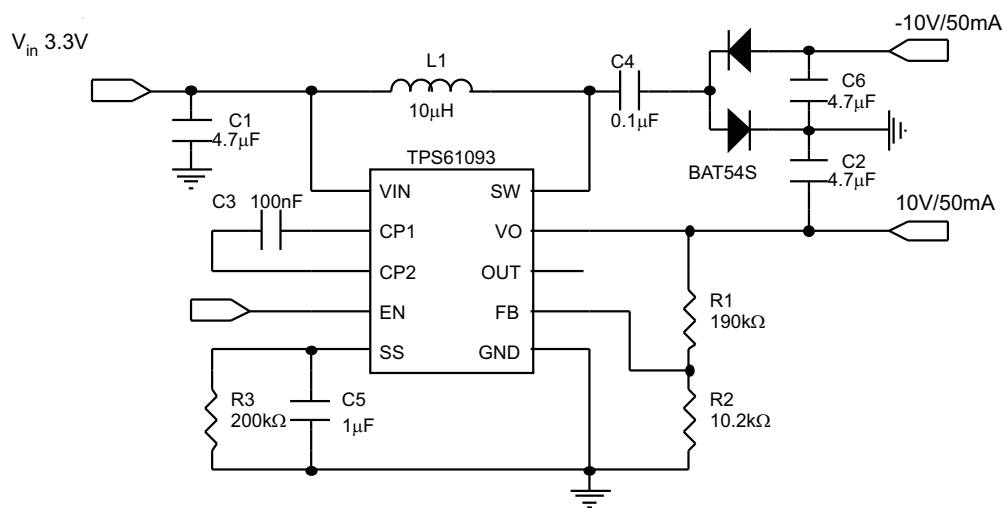 V_in 3.3V
-10V/50mA
L1
10µH
C4
0.1µF
C6
4.7µF
C1
4.7µF
BAT54S
C2
4.7µF
TPS61093
C3 100nF
VIN
SW
10V/50mA
CP1
VO
CP2
OUT
EN
FB
R1
190kΩ
SS
GND
R3
200kΩ
C5
1µF
R2
10.2kΩ